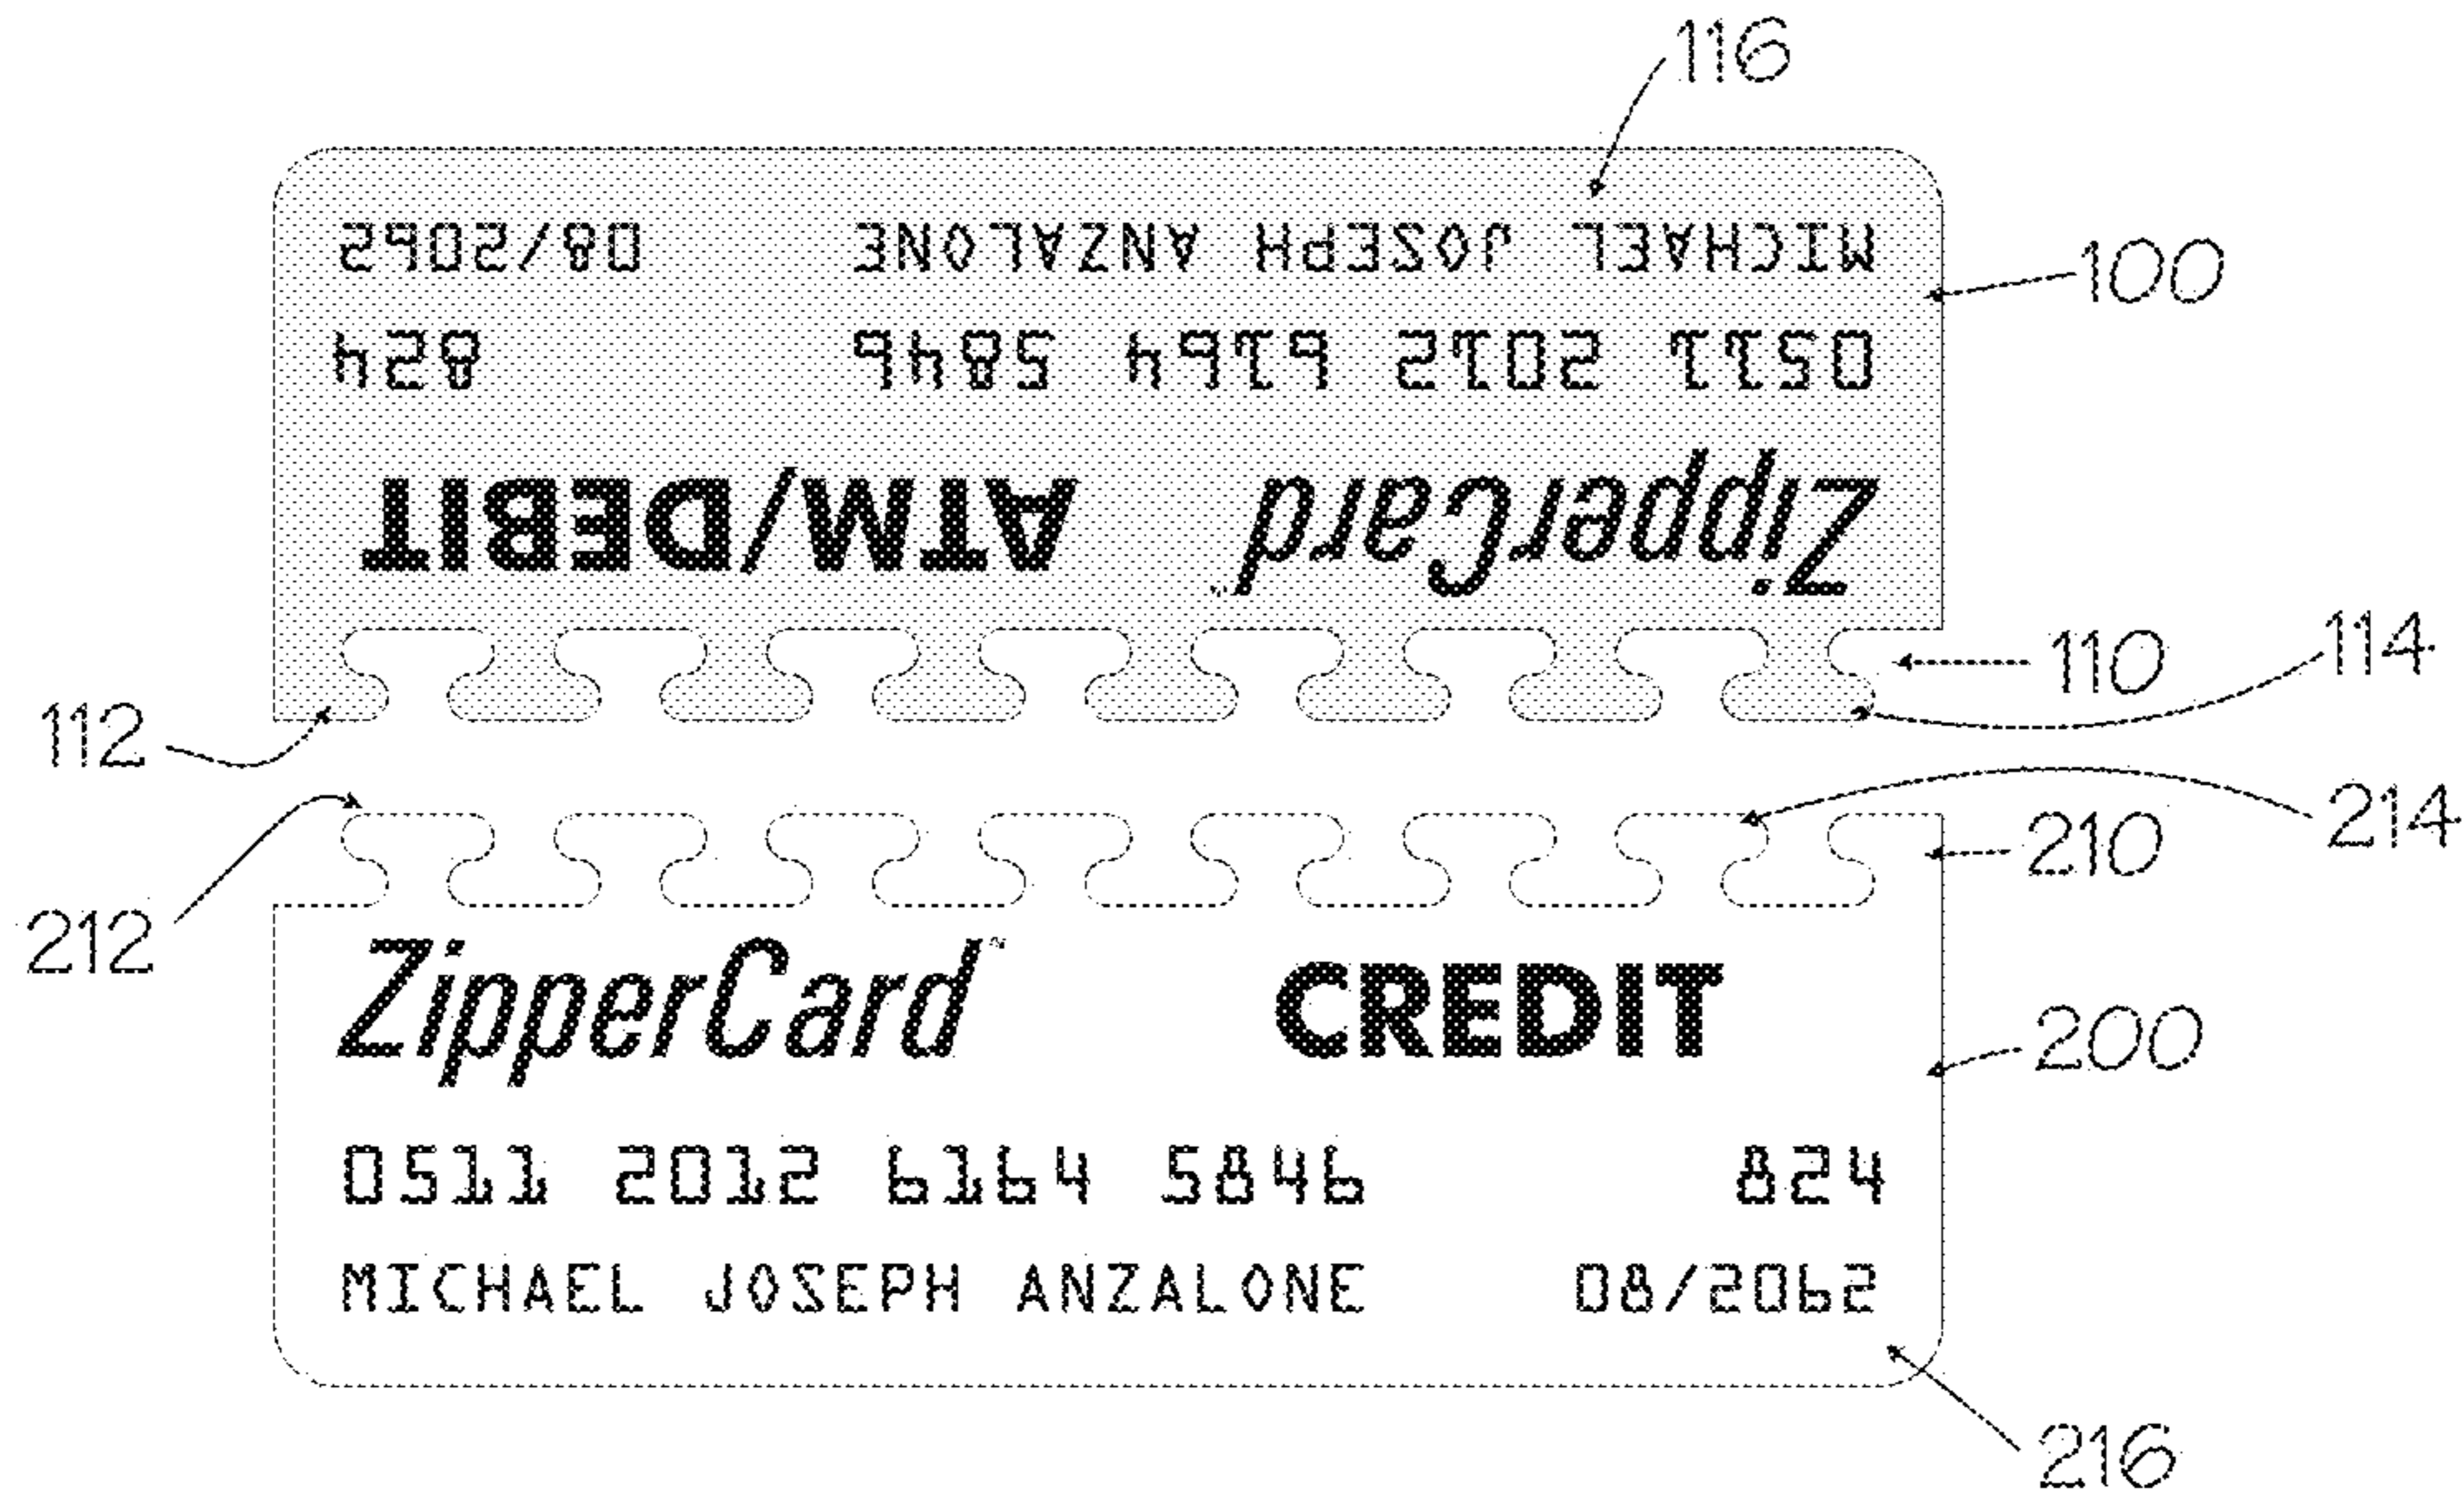 116
MICHAEL JOSEPH ANZALONE 08/2062
100
0511 2012 6164 5846 824
ZipperCard ATM/DEBIT
110
114
112
214
210
212
ZipperCard™ CREDIT
200
0511 2012 6164 5846 824
MICHAEL JOSEPH ANZALONE 08/2062
216